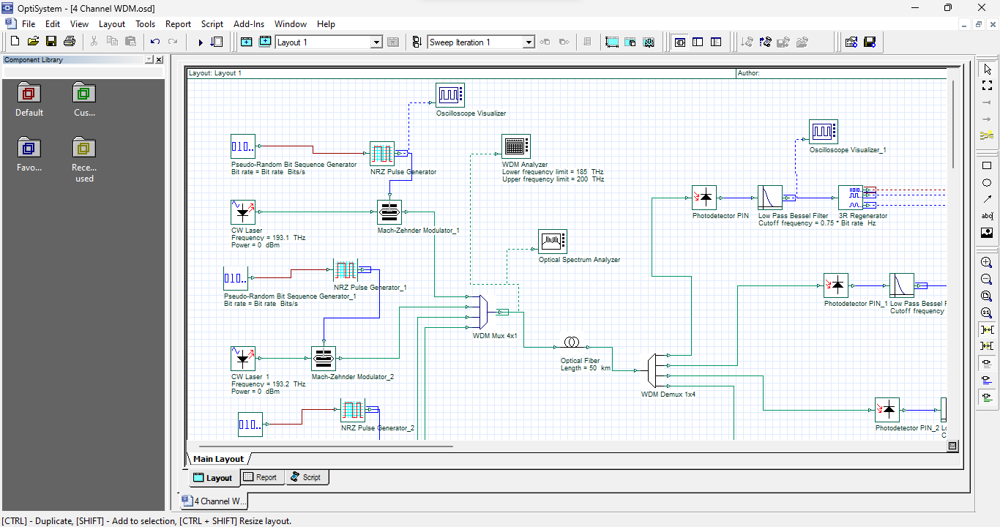 OptiSystem - [4 Channel WDM.osd]
File Edit View Layout Tools Report Script Add-Ins Window Help
Layout 1
Sweep Iteration 1
Component Library
Default
Cus...
Favo...
Rece...
used
Layout: Layout 1
Author:
Oscilloscope Visualizer
Pseudo-Random Bit Sequence Generator
Bit rate = Bit rate Bits/s
NRZ Pulse Generator
WDM Analyzer
Lower frequency limit = 185 THz
Upper frequency limit = 200 THz
Oscilloscope Visualizer_1
CW Laser
Frequency = 193.1 THz
Power = 0 dBm
Mach-Zehnder Modulator_1
Photodetector PIN
Low Pass Bessel Filter
Cutoff frequency = 0.75 * Bit rate Hz
3R Regenerator
Optical Spectrum Analyzer
Pseudo-Random Bit Sequence Generator_1
Bit rate = Bit rate Bits/s
NRZ Pulse Generator_1
Photodetector PIN_1
Low Pass Bessel F
Cutoff frequency
WDM Mux 4x1
Optical Fiber
Length = 50 km
CW Laser_1
Frequency = 193.2 THz
Power = 0 dBm
Mach-Zehnder Modulator_2
WDM Demux 1x4
NRZ Pulse Generator_2
Photodetector PIN_2
Lo
C
abc
1:1
Main Layout
Layout
Report
Script
4 Channel W...
[CTRL] - Duplicate, [SHIFT] - Add to selection, [CTRL + SHIFT] Resize layout.